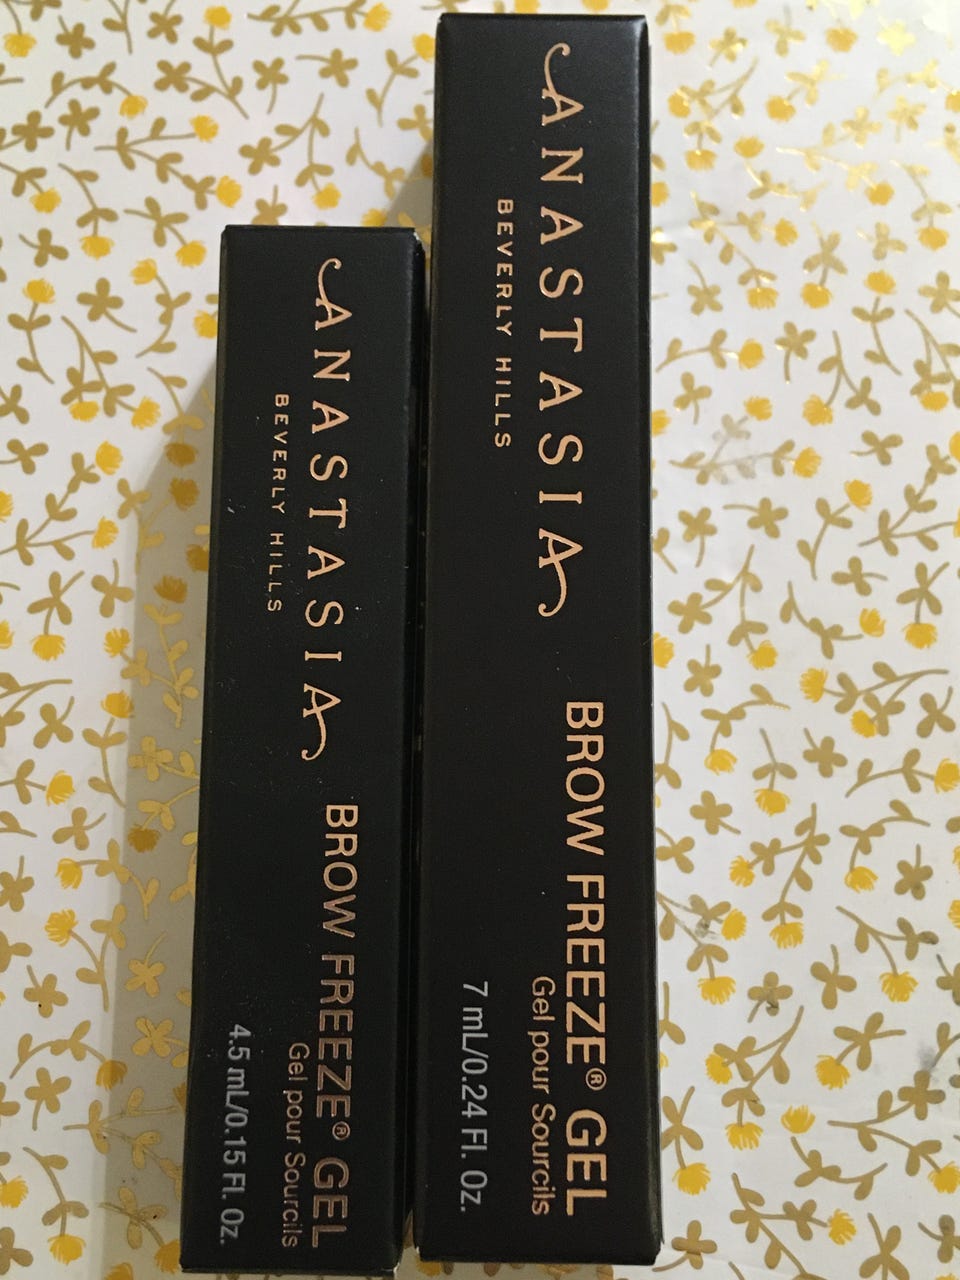 ANASTASIA
BEVERLY HILLS
BROW FREEZE® GEL
Gel pour Sourcils
4.5 mL/0.15 Fl. Oz.
ANASTASIA
BEVERLY HILLS
BROW FREEZE® GEL
Gel pour Sourcils
7 mL/0.24 Fl. Oz.